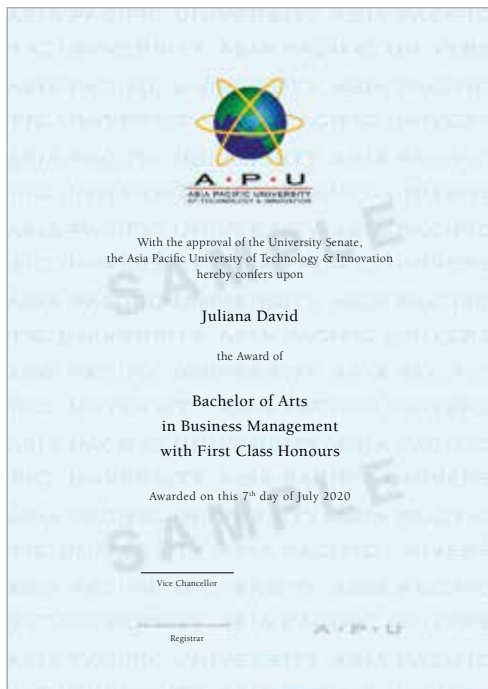 A • P • U
ASIA PACIFIC UNIVERSITY
OF TECHNOLOGY & INNOVATION
With the approval of the University Senate,
the Asia Pacific University of Technology & Innovation
hereby confers upon
SAMPLE
Juliana David
the Award of
Bachelor of Arts
in Business Management
with First Class Honours
Awarded on this 7th day of July 2020
SAMPLE
Vice Chancellor
Registrar
A • P • U